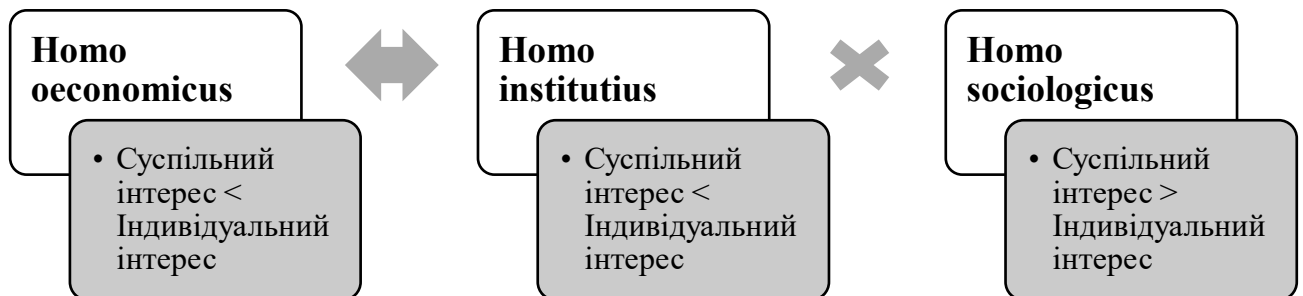 Homo
oeconomicus
• Суспільний
інтерес <
Індивідуальний
інтерес
Homo
institutius
• Суспільний
інтерес <
Індивідуальний
інтерес
Homo
sociologicus
• Суспільний
інтерес >
Індивідуальний
інтерес